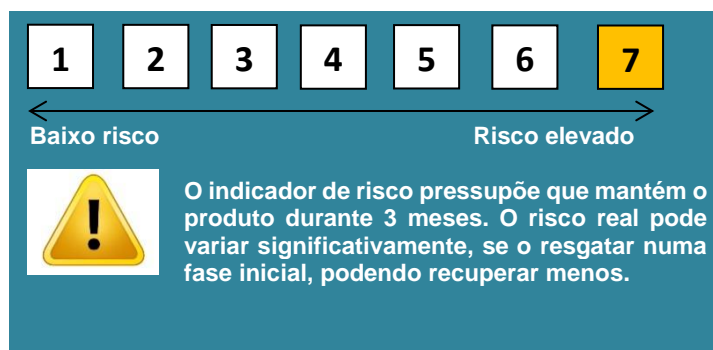 1 2 3 4 5 6 7
Baixo risco Risco elevado
O indicador de risco pressupõe que mantém o
produto durante 3 meses. O risco real pode
variar significativamente, se o resgatar numa
fase inicial, podendo recuperar menos.